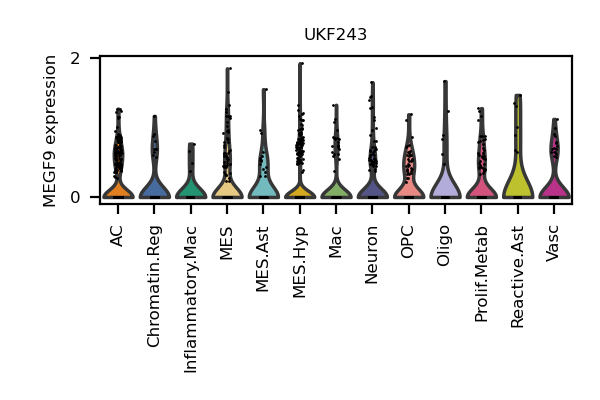 UKF243
MEGF9 expression
2
0
AC
Chromatin.Reg
Inflammatory.Mac
MES
MES.Ast
MES.Hyp
Mac
Neuron
OPC
Oligo
Prolif.Metab
Reactive.Ast
Vasc